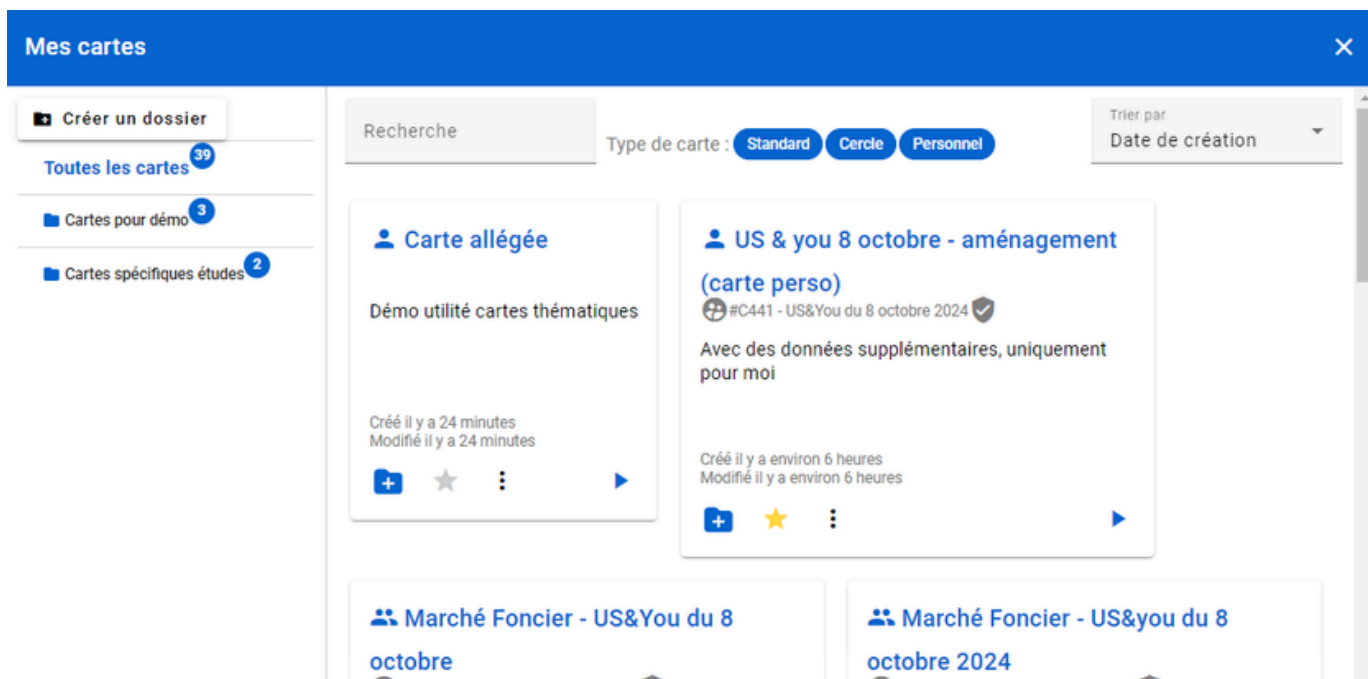 Mes cartes
Créer un dossier
Toutes les cartes 39
Cartes pour démo 3
Cartes spécifiques études 2
Recherche
Type de carte : Standard Cercle Personnel
Trier par
Date de création
Carte allégée
Démo utilité cartes thématiques
Créé il y a 24 minutes
Modifié il y a 24 minutes
US & you 8 octobre - aménagement
(carte perso)
#C441 - US&You du 8 octobre 2024
Avec des données supplémentaires, uniquement
pour moi
Créé il y a environ 6 heures
Modifié il y a environ 6 heures
Marché Foncier - US&You du 8
octobre
Marché Foncier - US&you du 8
octobre 2024